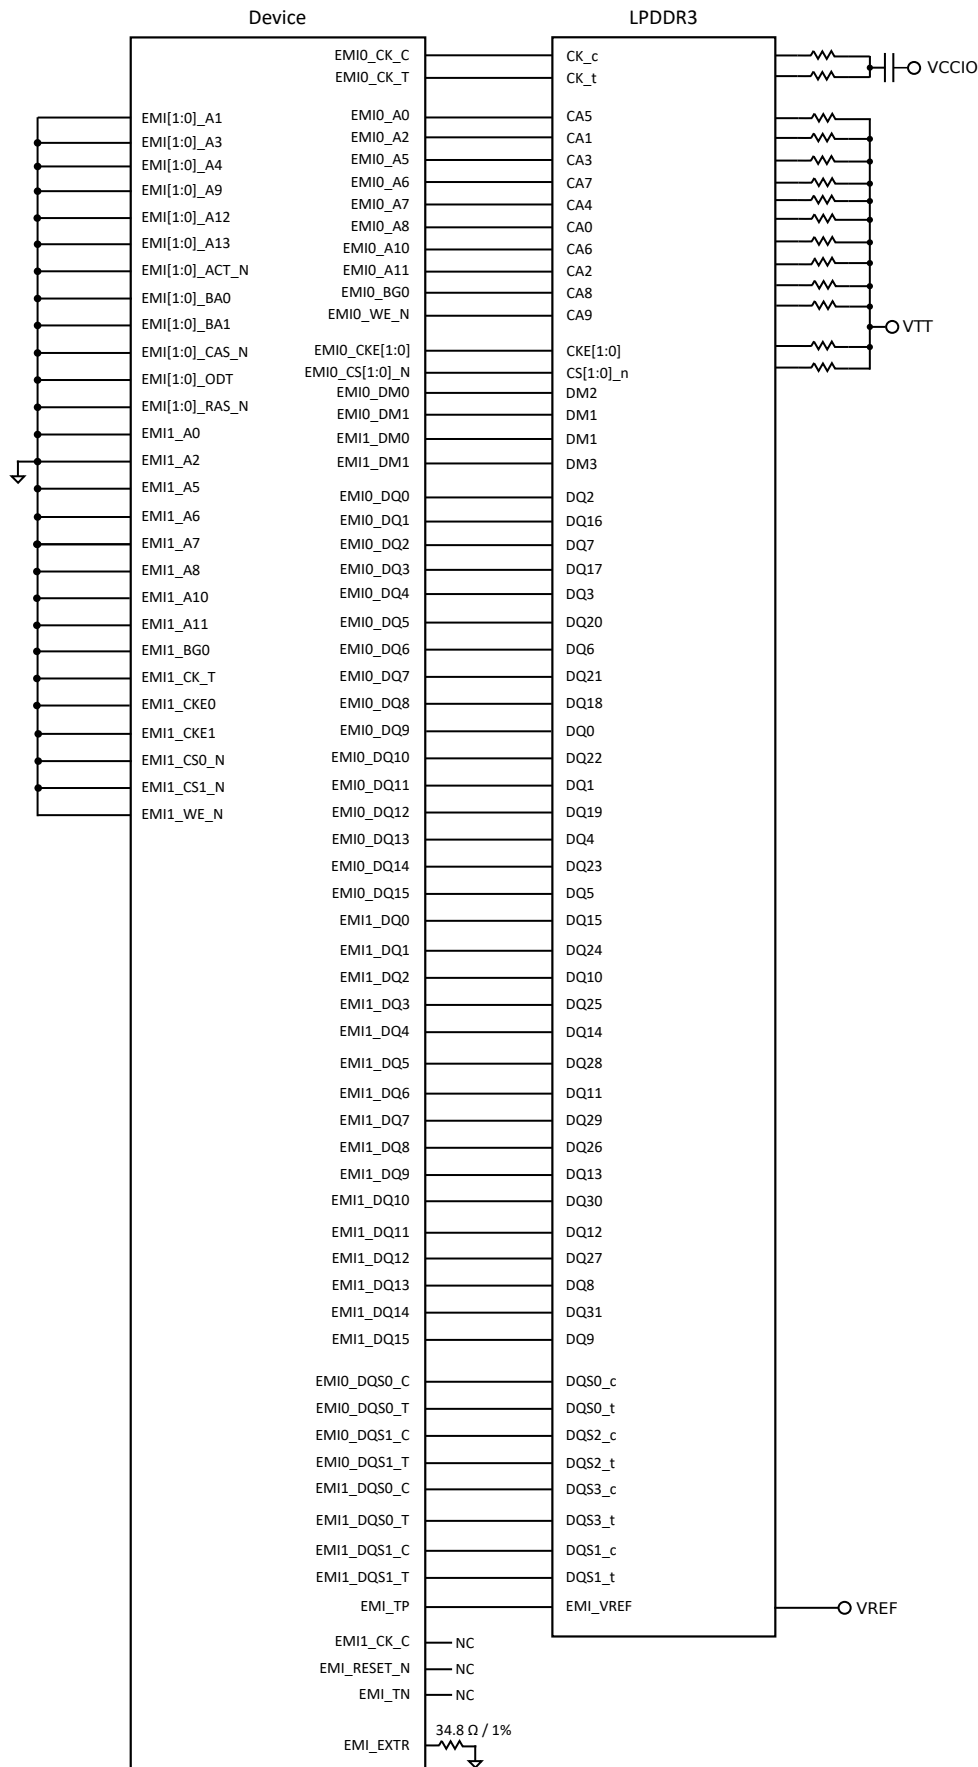 Device
LPDDR3
EMI0_CK_C CK_c
EMI0_CK_T CK_t
VCCIO
EMI[1:0]_A1
EMI[1:0]_A3
EMI[1:0]_A4
EMI[1:0]_A9
EMI[1:0]_A12
EMI[1:0]_A13
EMI[1:0]_ACT_N
EMI[1:0]_BA0
EMI[1:0]_BA1
EMI[1:0]_CAS_N
EMI[1:0]_ODT
EMI[1:0]_RAS_N
EMI1_A0
EMI1_A2
EMI1_A5
EMI1_A6
EMI1_A7
EMI1_A8
EMI1_A10
EMI1_A11
EMI1_BG0
EMI1_CK_T
EMI1_CKE0
EMI1_CKE1
EMI1_CS0_N
EMI1_CS1_N
EMI1_WE_N
EMI0_A0 CA5
EMI0_A2 CA1
EMI0_A5 CA3
EMI0_A6 CA7
EMI0_A7 CA4
EMI0_A8 CA0
EMI0_A10 CA6
EMI0_A11 CA2
EMI0_BG0 CA8
EMI0_WE_N CA9
VTT
EMI0_CKE[1:0] CKE[1:0]
EMI0_CS[1:0]_N CS[1:0]_n
EMI0_DM0 DM2
EMI0_DM1 DM1
EMI1_DM0 DM1
EMI1_DM1 DM3
EMI0_DQ0 DQ2
EMI0_DQ1 DQ16
EMI0_DQ2 DQ7
EMI0_DQ3 DQ17
EMI0_DQ4 DQ3
EMI0_DQ5 DQ20
EMI0_DQ6 DQ6
EMI0_DQ7 DQ21
EMI0_DQ8 DQ18
EMI0_DQ9 DQ0
EMI0_DQ10 DQ22
EMI0_DQ11 DQ1
EMI0_DQ12 DQ19
EMI0_DQ13 DQ4
EMI0_DQ14 DQ23
EMI0_DQ15 DQ5
EMI1_DQ0 DQ15
EMI1_DQ1 DQ24
EMI1_DQ2 DQ10
EMI1_DQ3 DQ25
EMI1_DQ4 DQ14
EMI1_DQ5 DQ28
EMI1_DQ6 DQ11
EMI1_DQ7 DQ29
EMI1_DQ8 DQ26
EMI1_DQ9 DQ13
EMI1_DQ10 DQ30
EMI1_DQ11 DQ12
EMI1_DQ12 DQ27
EMI1_DQ13 DQ8
EMI1_DQ14 DQ31
EMI1_DQ15 DQ9
EMI0_DQS0_C DQS0_c
EMI0_DQS0_T DQS0_t
EMI0_DQS1_C DQS2_c
EMI0_DQS1_T DQS2_t
EMI1_DQS0_C DQS3_c
EMI1_DQS0_T DQS3_t
EMI1_DQS1_C DQS1_c
EMI1_DQS1_T DQS1_t
EMI_TP EMI_VREF VREF
EMI1_CK_C NC
EMI_RESET_N NC
EMI_TN NC
34.8 Ω / 1%
EMI_EXTR